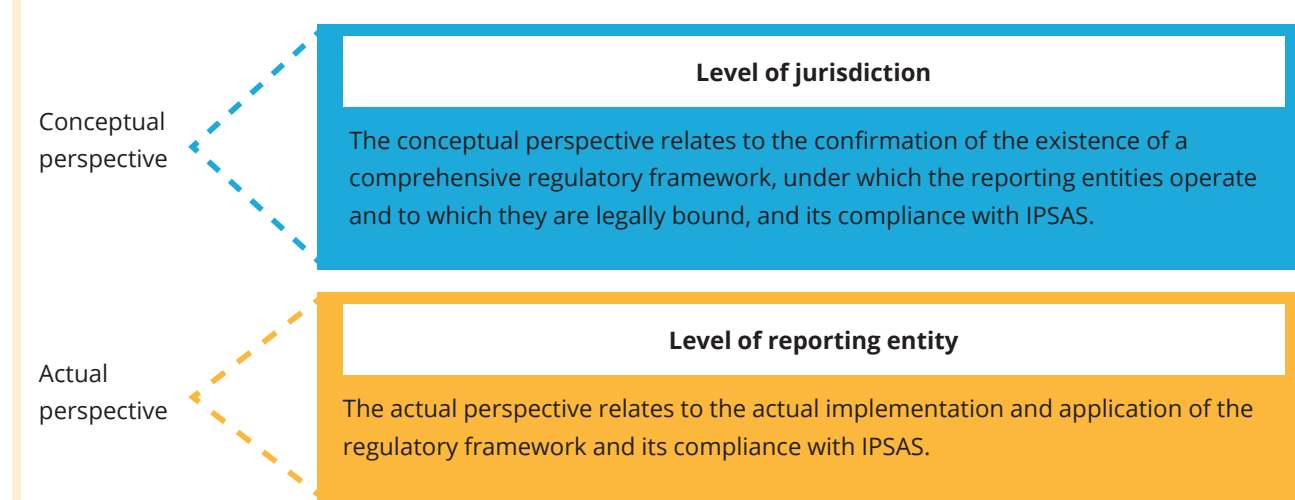 Conceptual
perspective
Level of jurisdiction
The conceptual perspective relates to the confirmation of the existence of a
comprehensive regulatory framework, under which the reporting entities operate
and to which they are legally bound, and its compliance with IPSAS.
Actual
perspective
Level of reporting entity
The actual perspective relates to the actual implementation and application of the
regulatory framework and its compliance with IPSAS.